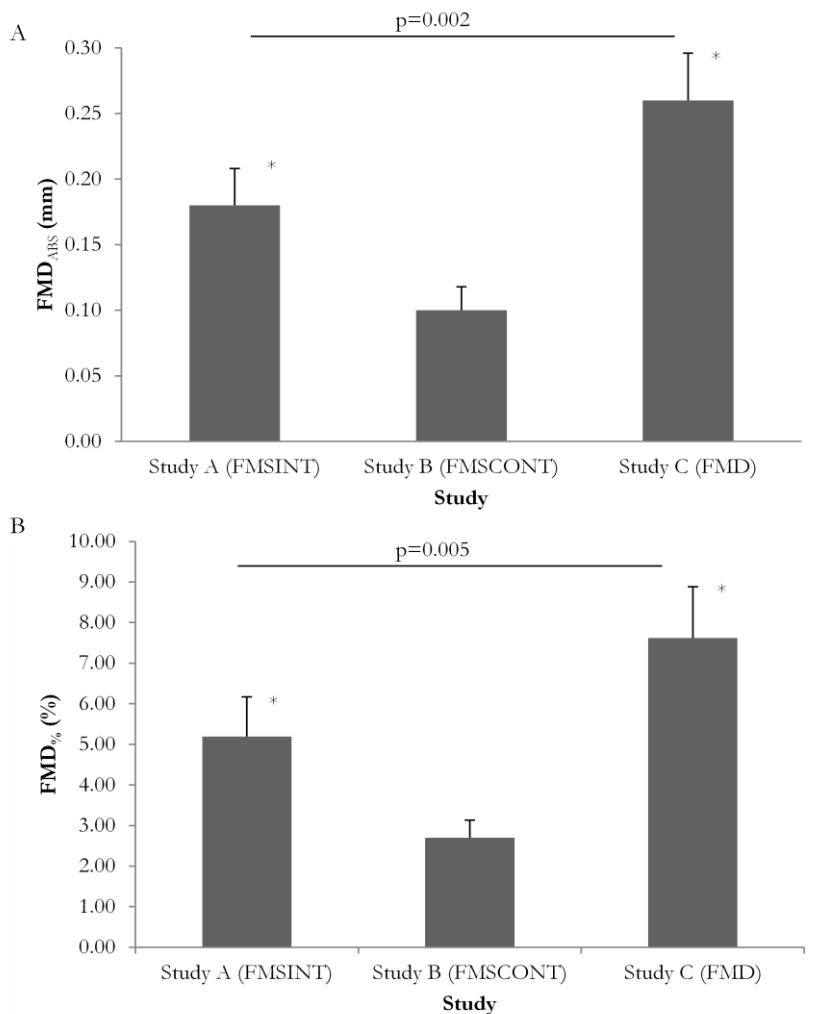 A
p=0.002
0.30
*
0.25
*
0.20
0.15
0.10
0.05
0.00
FMDABS (mm)
Study A (FMSINT) Study B (FMSCONT) Study C (FMD)
Study
B
p=0.005
10.00
9.00
*
8.00
7.00
6.00
*
5.00
4.00
3.00
2.00
1.00
0.00
FMD% (%)
Study A (FMSINT) Study B (FMSCONT) Study C (FMD)
Study